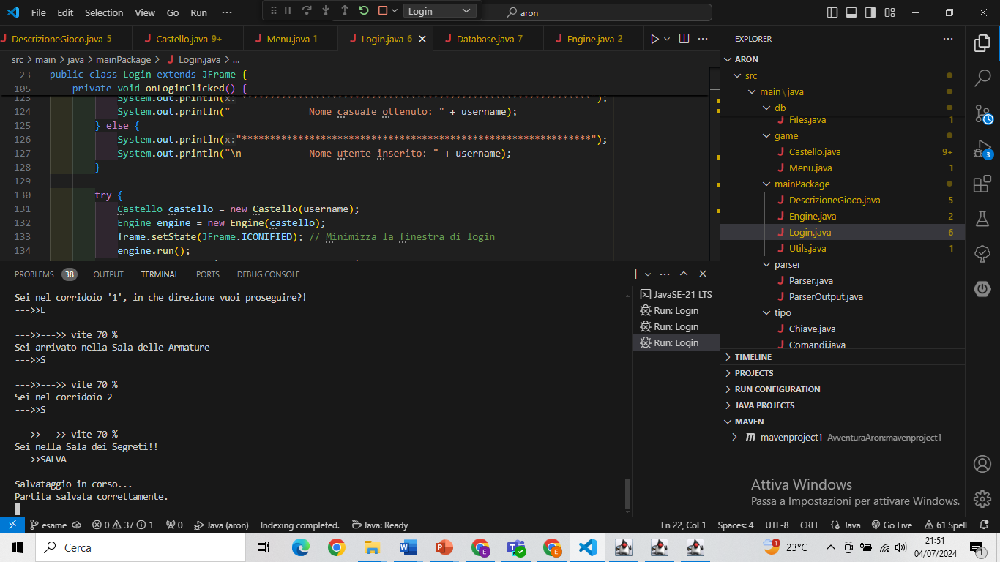 File Edit Selection View Go Run ··· Login aron
DescrizioneGioco.java 5 Castello.java 9+ Menu.java 1 Login.java 6 Database.java 7 Engine.java 2
src > main > java > mainPackage > Login.java > ...
23 public class Login extends JFrame {
105 private void onLoginClicked() {
123 System.out.println(x:"**************************************************************");
124 System.out.println("            Nome casuale ottenuto: " + username);
125 } else {
126 System.out.println(x:"**************************************************************");
127 System.out.println("\n            Nome utente inserito: " + username);
128 }
129
130 try {
131 Castello castello = new Castello(username);
132 Engine engine = new Engine(castello);
133 frame.setState(JFrame.ICONIFIED); // Minimizza la finestra di login
134 engine.run();
PROBLEMS 38 OUTPUT TERMINAL PORTS DEBUG CONSOLE
Sei nel corridoio '1', in che direzione vuoi proseguire?!
--->>E
--->>--->> vite 70 %
Sei arrivato nella Sala delle Armature
--->>S
--->>--->> vite 70 %
Sei nel corridoio 2
--->>S
--->>--->> vite 70 %
Sei nella Sala dei Segreti!!
--->>SALVA
Salvataggio in corso...
Partita salvata correttamente.
JavaSE-21 LTS
Run: Login
Run: Login
Run: Login
EXPLORER
ARON
src
main\java
db
Files.java 1
game
Castello.java 9+
Menu.java 1
mainPackage
DescrizioneGioco.java 5
Engine.java 2
Login.java 6
Utils.java 1
parser
Parser.java
ParserOutput.java
tipo
Chiave.java
Comandi.java
TIMELINE
PROJECTS
RUN CONFIGURATION
JAVA PROJECTS
MAVEN
mavenproject1 AvventuraAron:mavenproject1
3
Attiva Windows
Passa a Impostazioni per attivare Windows.
esame 0 37 1 0 Java (aron) Indexing completed. Java: Ready Ln 22, Col 1 Spaces: 4 UTF-8 CRLF Java Go Live 61 Spell
Cerca 23°C 21:51
04/07/2024